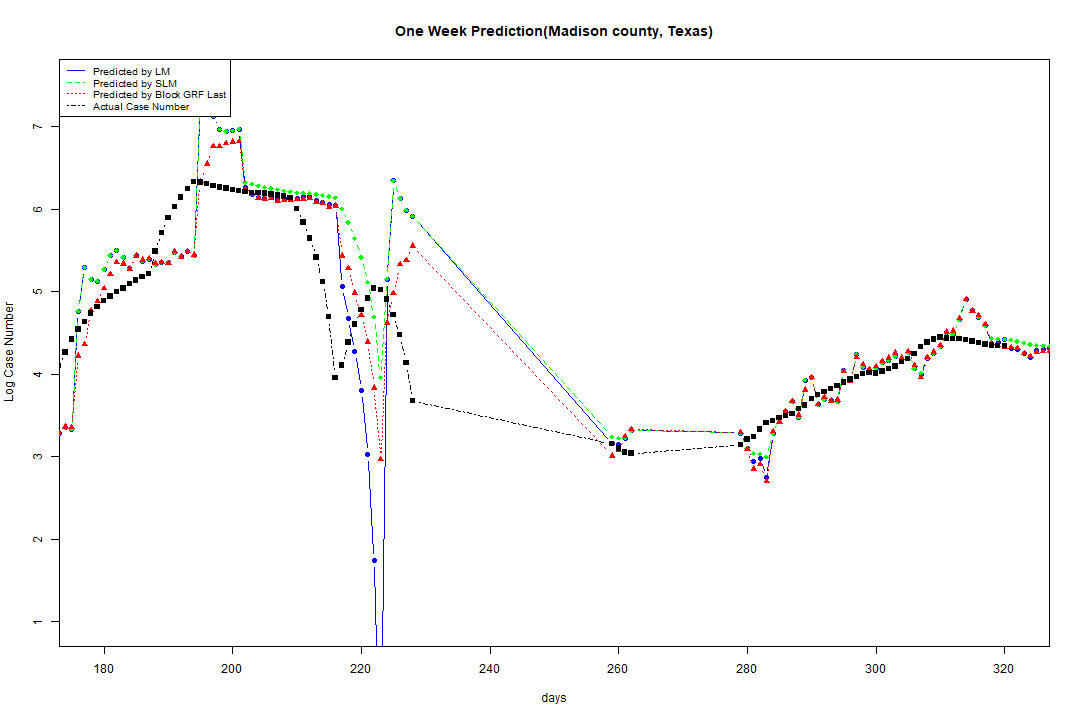 One Week Prediction(Madison county, Texas)
Predicted by LM
Predicted by SLM
Predicted by Block GRF Last
Actual Case Number
Log Case Number
7
6
5
4
3
2
1
180 200 220 240 260 280 300 320
days